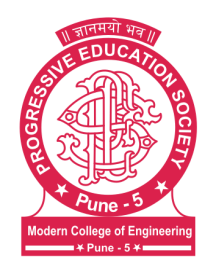 ॥ ज्ञानमयो भव ॥
PROGRESSIVE EDUCATION SOCIETY
★ Pune - 5 ★
Modern College of Engineering
★ Pune - 5 ★